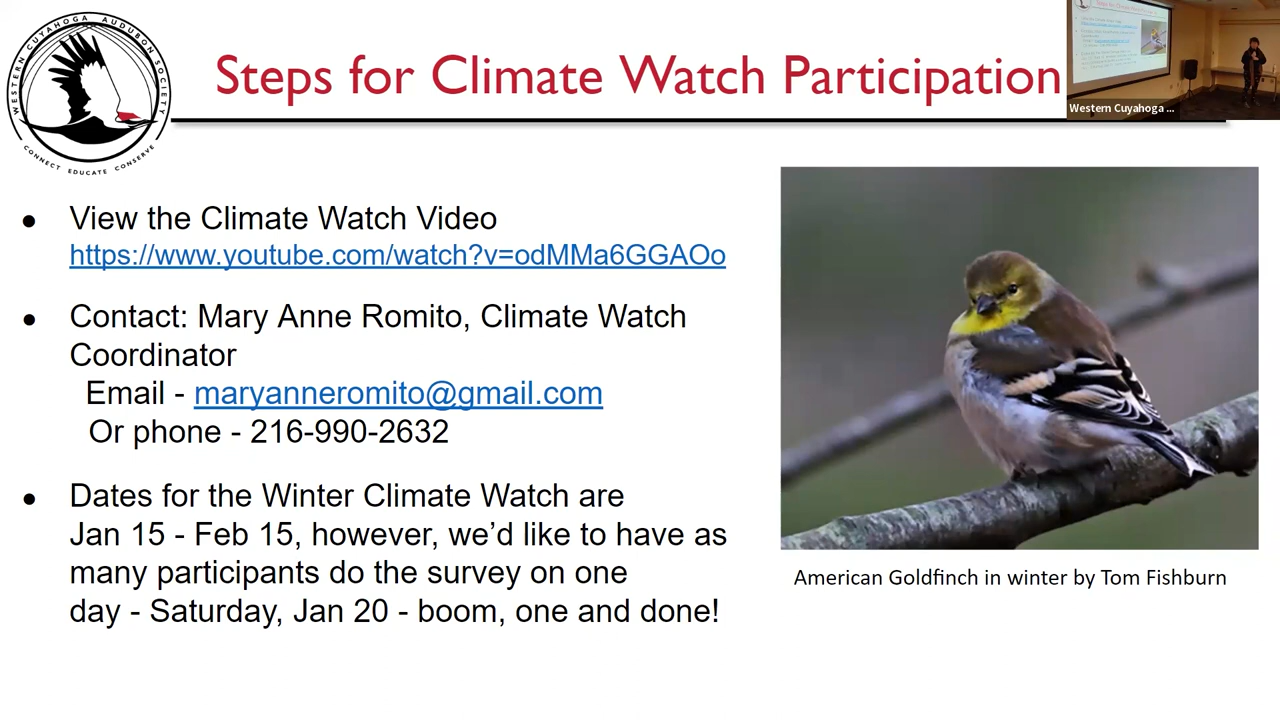 WESTERN CUYAHOGA AUDUBON SOCIETY
CONNECT EDUCATE CONSERVE
Steps for Climate Watch Participation
Western Cuyahoga ...
● View the Climate Watch Video
https://www.youtube.com/watch?v=odMMa6GGAOo
● Contact: Mary Anne Romito, Climate Watch
Coordinator
Email - maryanneromito@gmail.com
Or phone - 216-990-2632
● Dates for the Winter Climate Watch are
Jan 15 - Feb 15, however, we’d like to have as
many participants do the survey on one
day - Saturday, Jan 20 - boom, one and done!
American Goldfinch in winter by Tom Fishburn